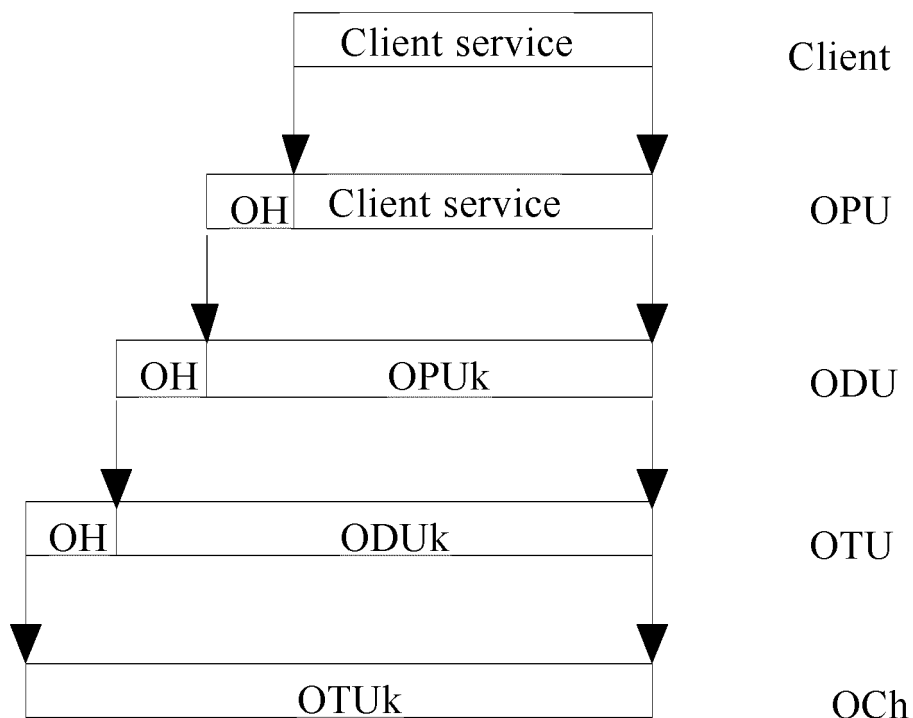 Client service
Client
OH
Client service
OPU
OH
OPUk
ODU
OH
ODUk
OTU
OTUk
OCh